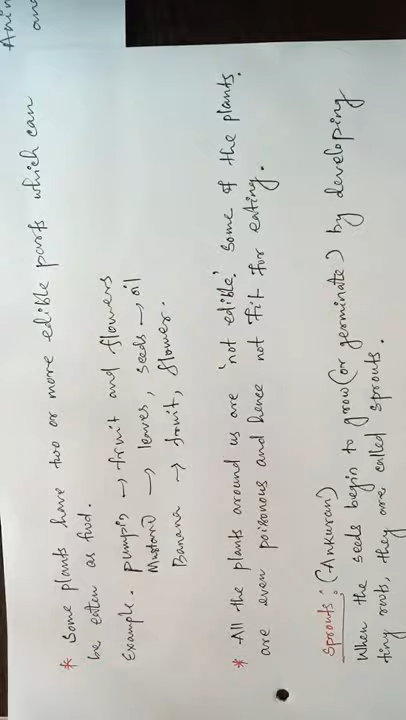 Anim
and
* Some plants have two or more edible parts which can
be eaten as food.
Example. pumpin → fruit and flowers
Mustard → leaves, seeds → oil
Banana → fruit, flower.
* All the plants around us are 'not edible.' Some of the plants.
are even poisonous and hence not fit for eating.
Sprouts: (Ankuran)
When the seeds begin to grow (or germinate) by developing
tiny roots, they are called sprouts.